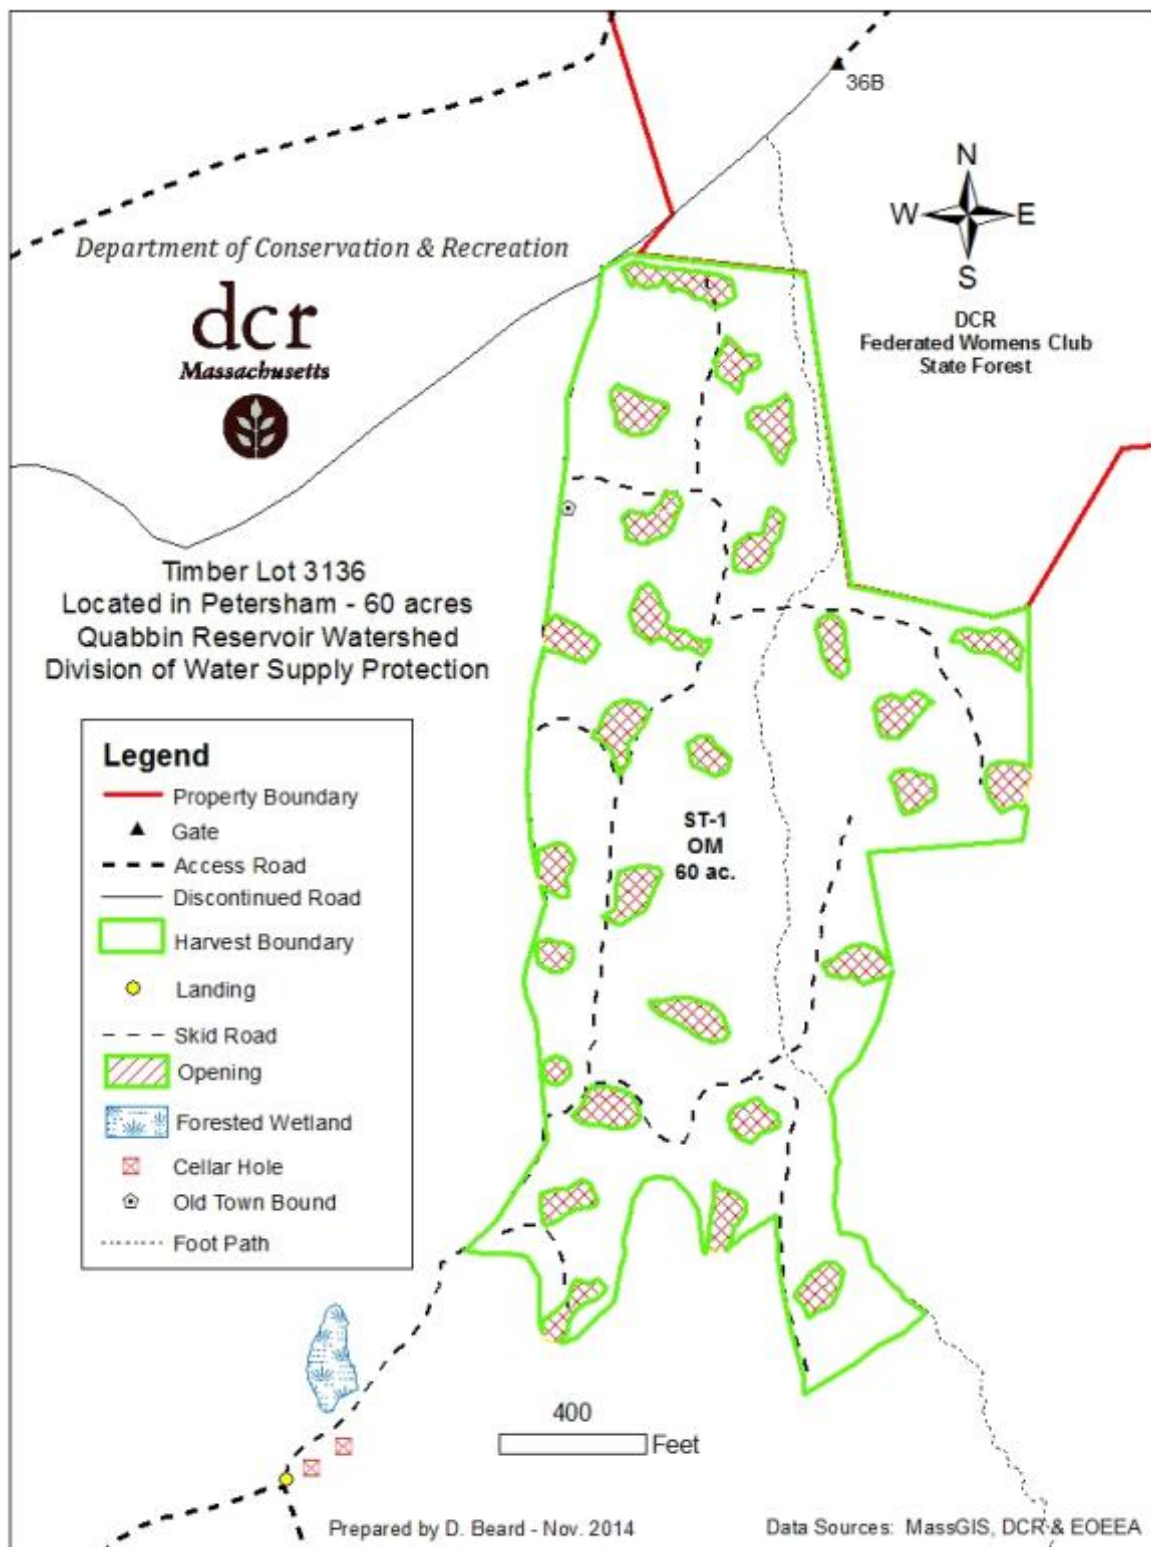 36B
N
W E
S
Department of Conservation & Recreation
dcr
Massachusetts
DCR
Federated Womens Club
State Forest
Timber Lot 3136
Located in Petersham - 60 acres
Quabbin Reservoir Watershed
Division of Water Supply Protection
Legend
Property Boundary
Gate
Access Road
Discontinued Road
Harvest Boundary
Landing
Skid Road
Opening
Forested Wetland
Cellar Hole
Old Town Bound
Foot Path
ST-1
OM
60 ac.
400
Feet
Prepared by D. Beard - Nov. 2014
Data Sources: MassGIS, DCR & EOEEA